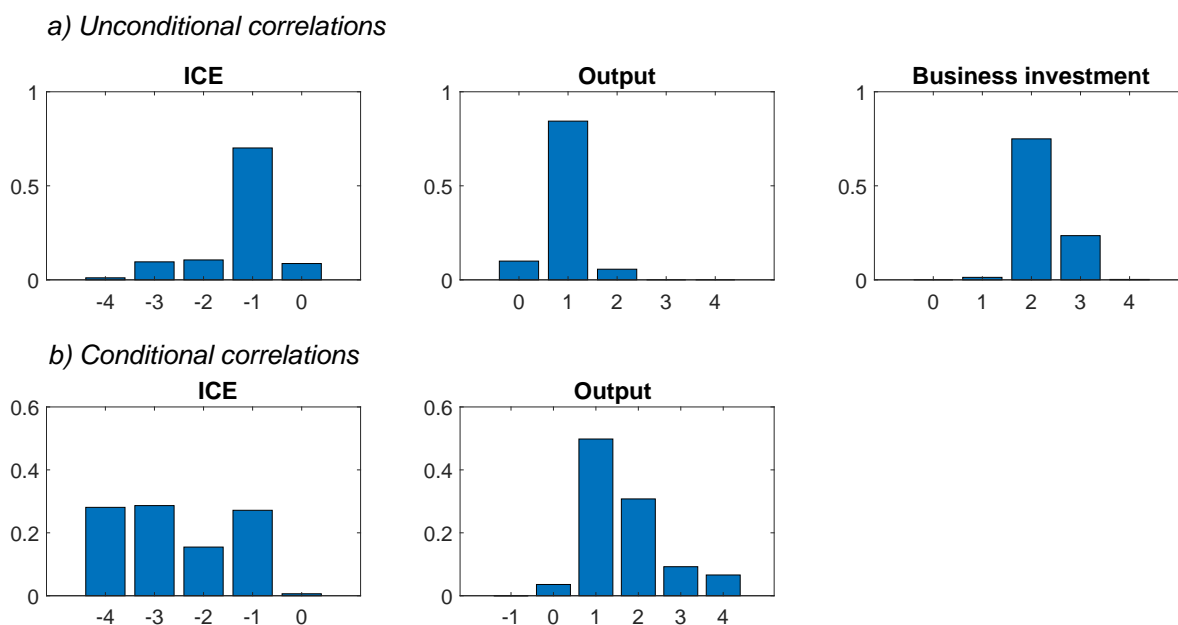 a) Unconditional correlations
ICE Output Business investment
1 1 1
0.5 0.5 0.5
0 0 0
-4 -3 -2 -1 0 0 1 2 3 4 0 1 2 3 4
b) Conditional correlations
ICE Output
0.6 0.6
0.4 0.4
0.2 0.2
0 0
-4 -3 -2 -1 0 -1 0 1 2 3 4